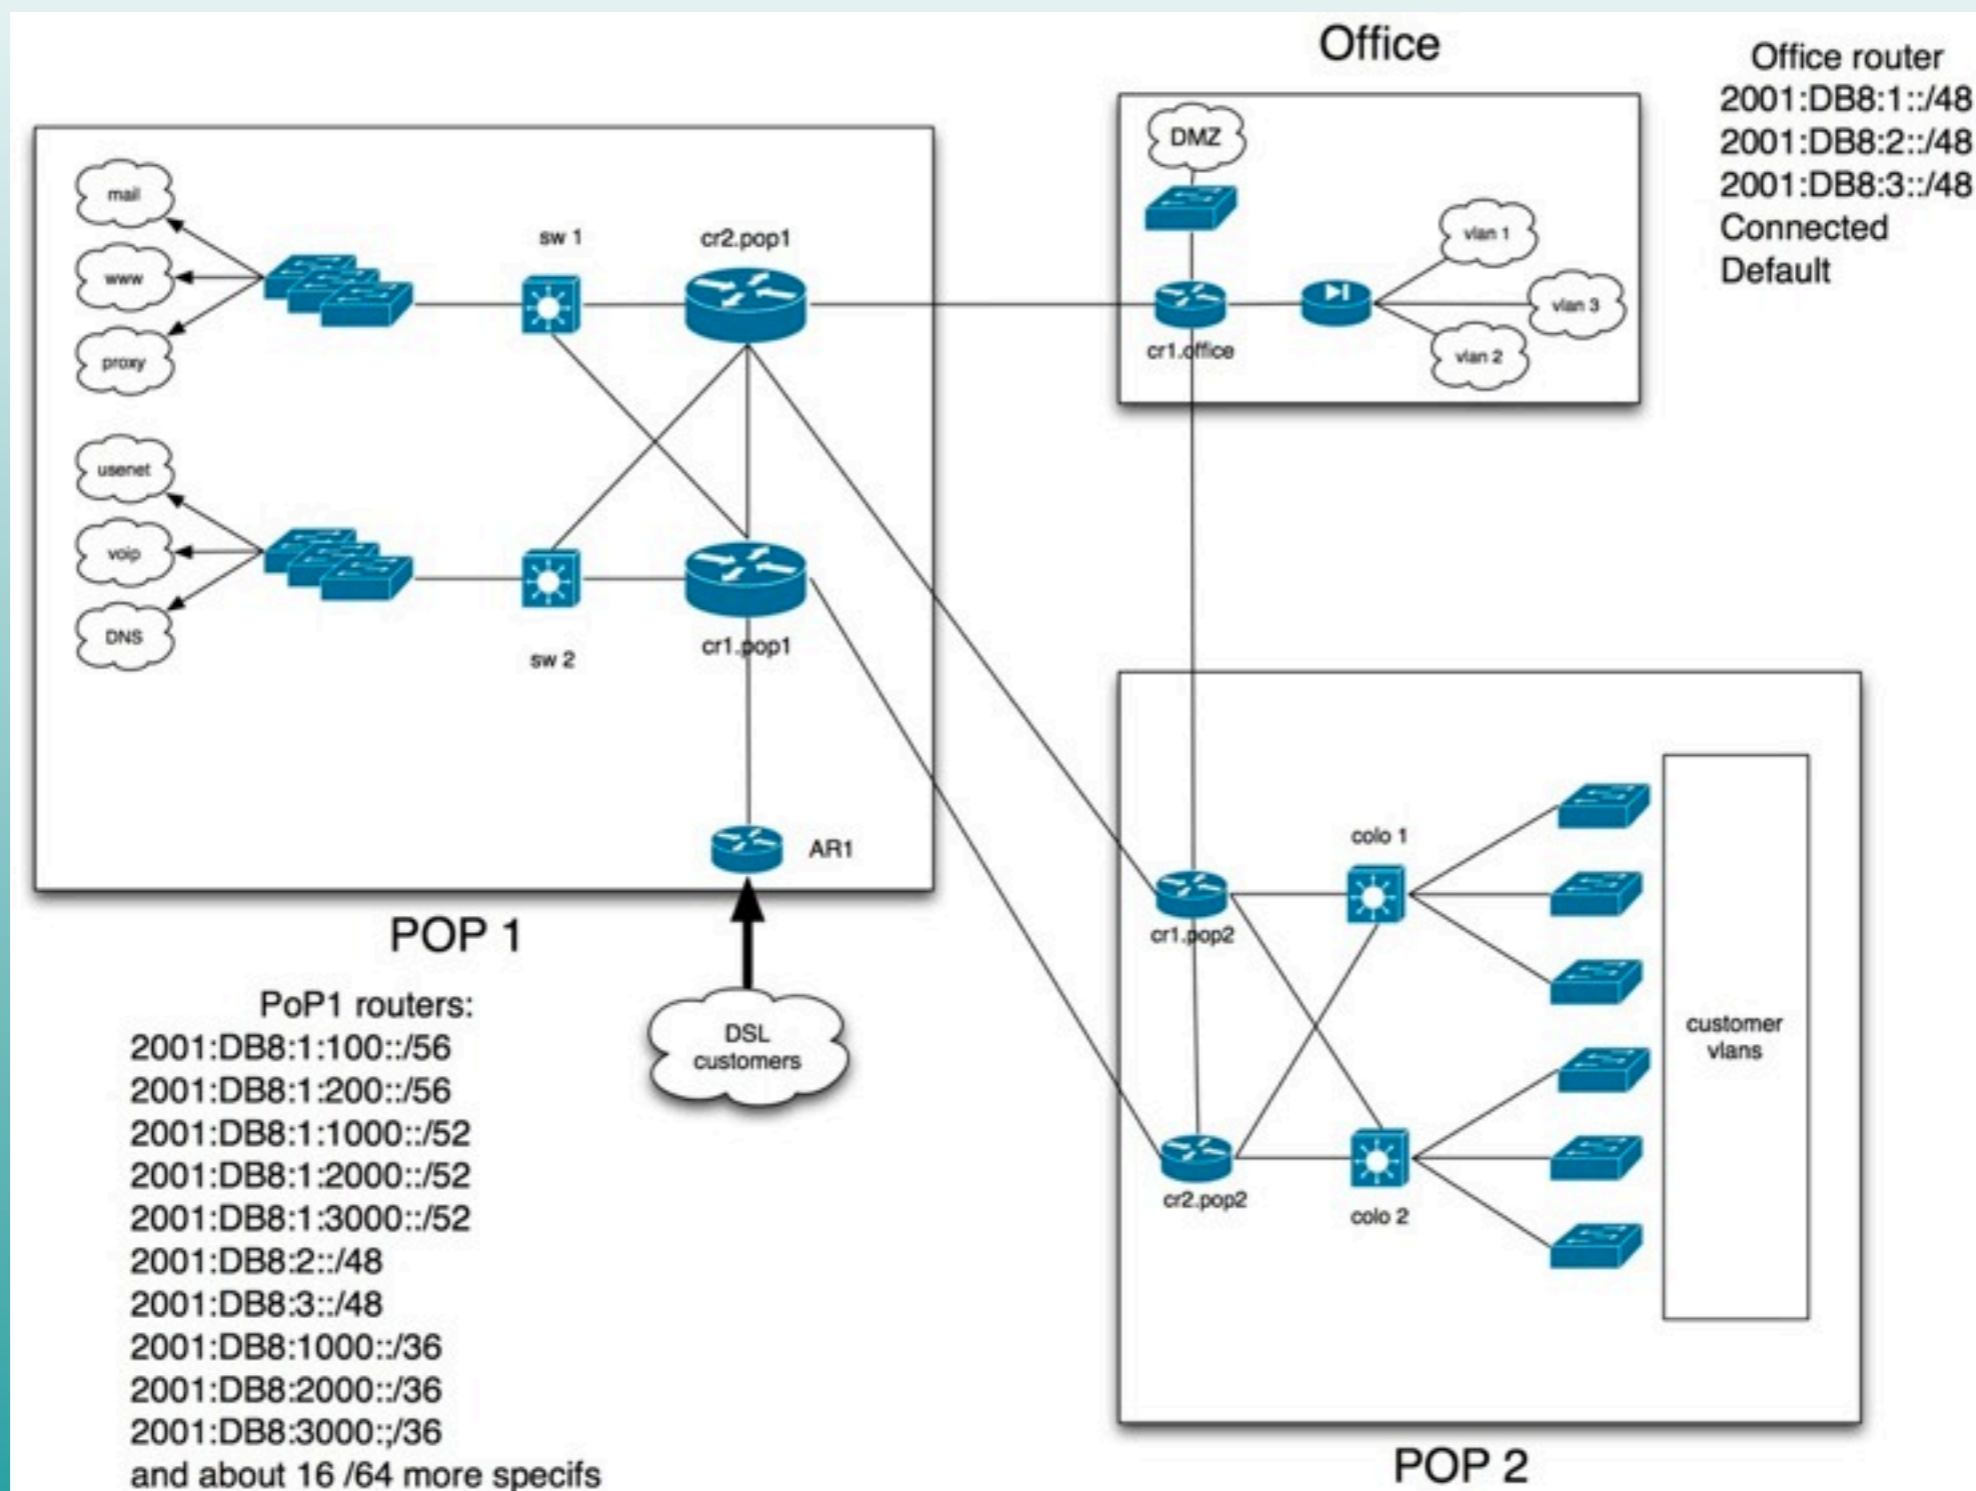 Office
Office router
2001:DB8:1::/48
2001:DB8:2::/48
2001:DB8:3::/48
Connected
Default
DMZ
vlan 1
vlan 3
vlan 2
cr1.office
mail
www
proxy
sw 1
cr2.pop1
usenet
voip
DNS
sw 2
cr1.pop1
AR1
POP 1
DSL
customers
PoP1 routers:
2001:DB8:1:100::/56
2001:DB8:1:200::/56
2001:DB8:1:1000::/52
2001:DB8:1:2000::/52
2001:DB8:1:3000::/52
2001:DB8:2::/48
2001:DB8:3::/48
2001:DB8:1000::/36
2001:DB8:2000::/36
2001:DB8:3000:;/36
and about 16 /64 more specifs
colo 1
cr1.pop2
customer
vlans
cr2.pop2
colo 2
POP 2